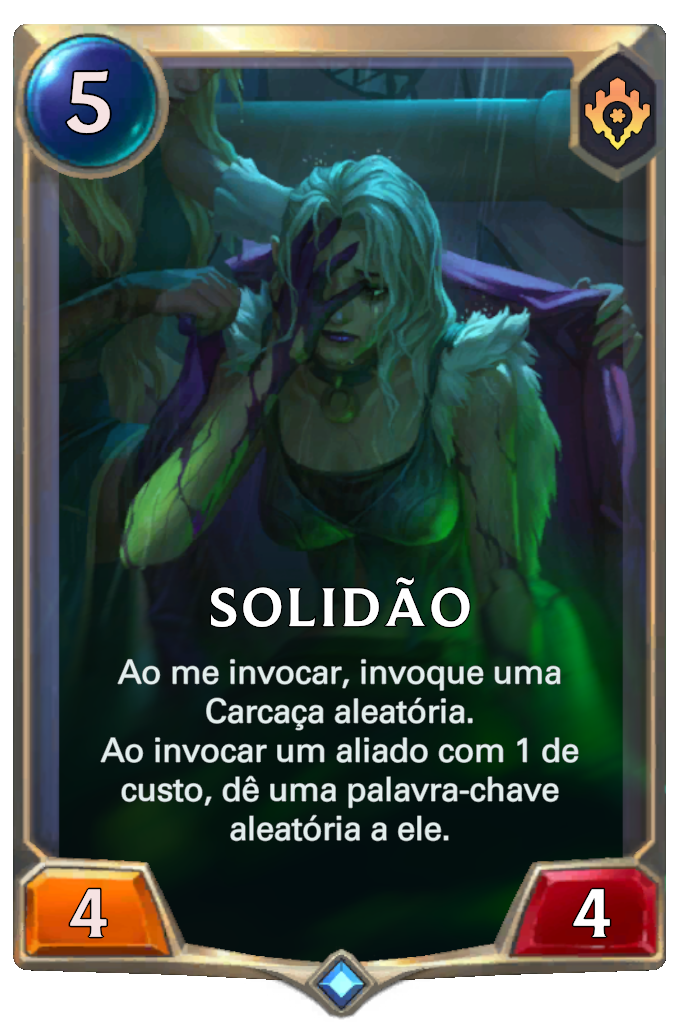 5
SOLIDÃO
Ao me invocar, invoque uma
Carcaça aleatória.
Ao invocar um aliado com 1 de
custo, dê uma palavra-chave
aleatória a ele.
4
4